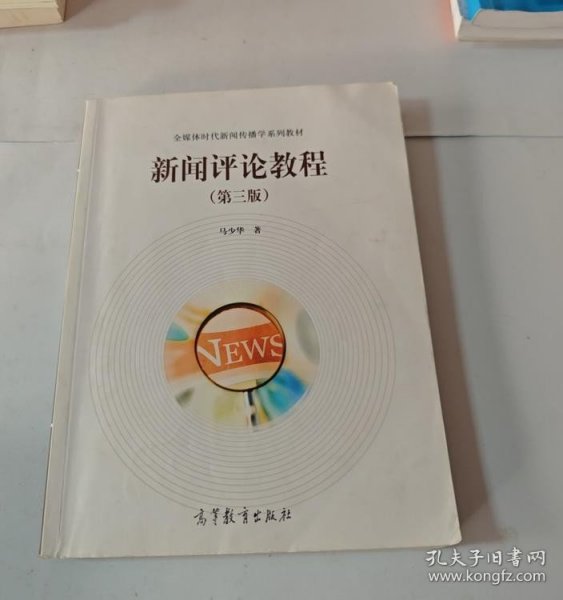 全媒体时代新闻传播学系列教材
新闻评论教程
（第三版）
马少华 著
NEWS
高等教育出版社
孔夫子旧书网
www.kongfz.com